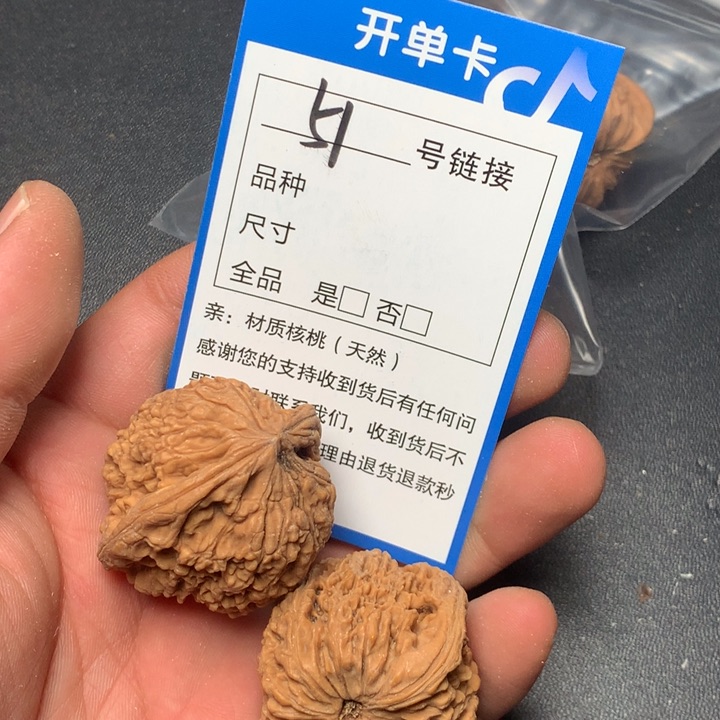 开单卡
号链接
品种
尺寸
全品 是□ 否□
亲：材质核桃（天然）
感谢您的支持收到货后有任何问
题 对联系我们，收到货后不
理由退货退款秒